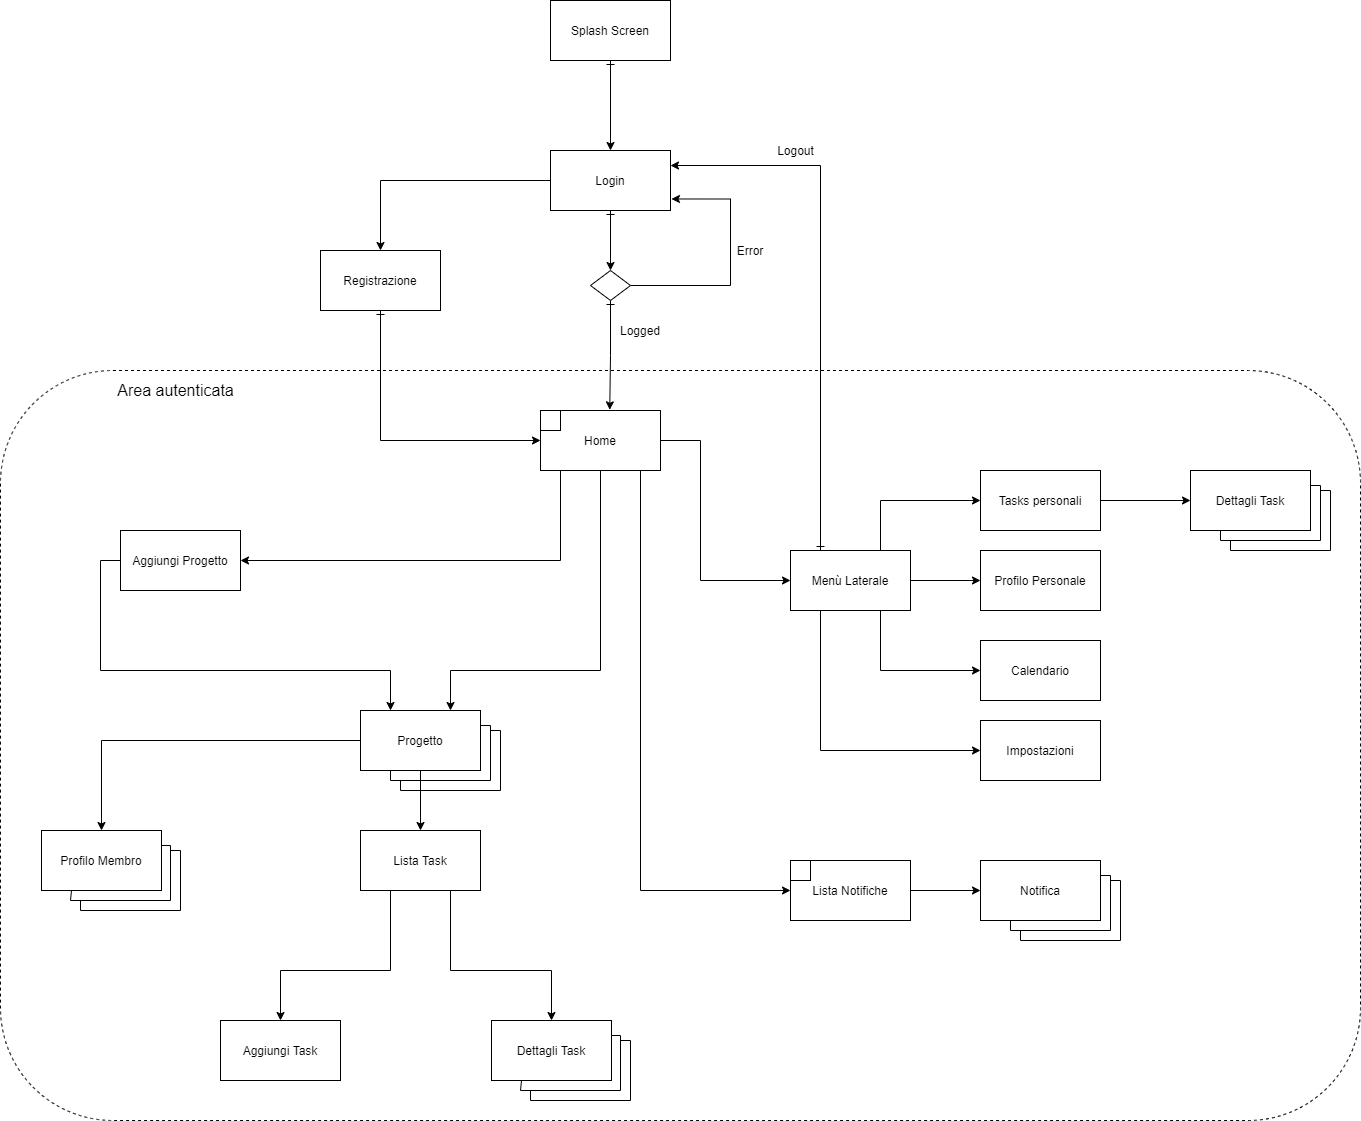 Splash Screen
Logout
Login
Error
Registrazione
Logged
Area autenticata
Home
Tasks personali
Dettagli Task
Aggiungi Progetto
Menù Laterale
Profilo Personale
Calendario
Progetto
Impostazioni
Profilo Membro
Lista Task
Lista Notifiche
Notifica
Aggiungi Task
Dettagli Task